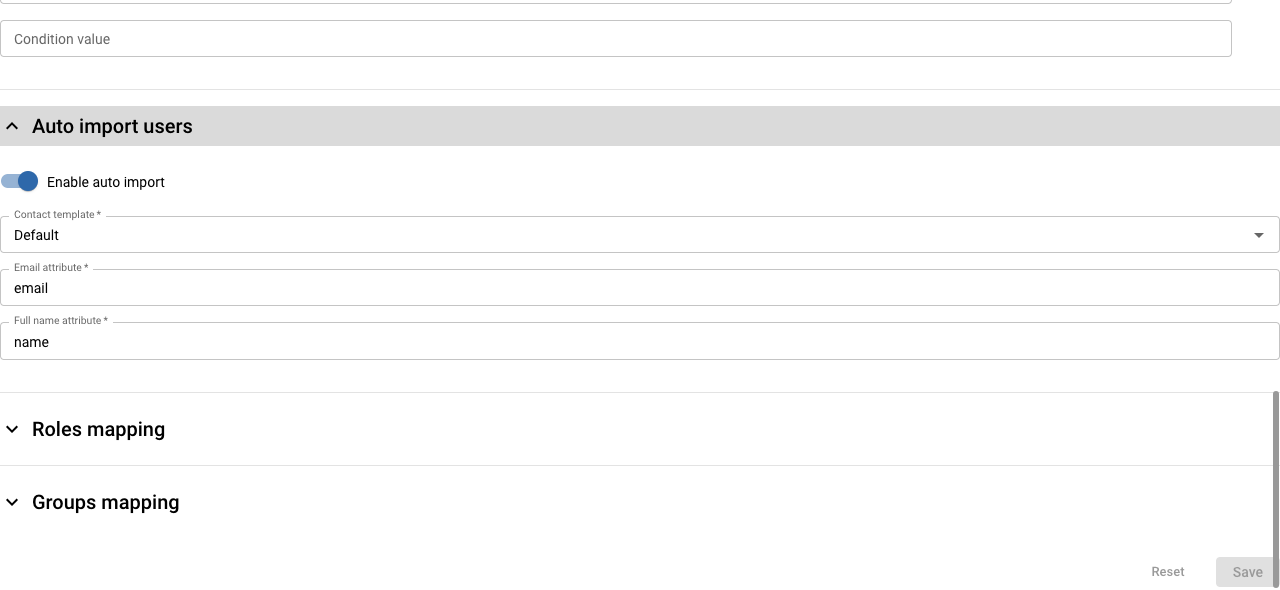 Condition value
Auto import users
Enable auto import
Contact template *
Default
Email attribute *
email
Full name attribute *
name
Roles mapping
Groups mapping
Reset
Save